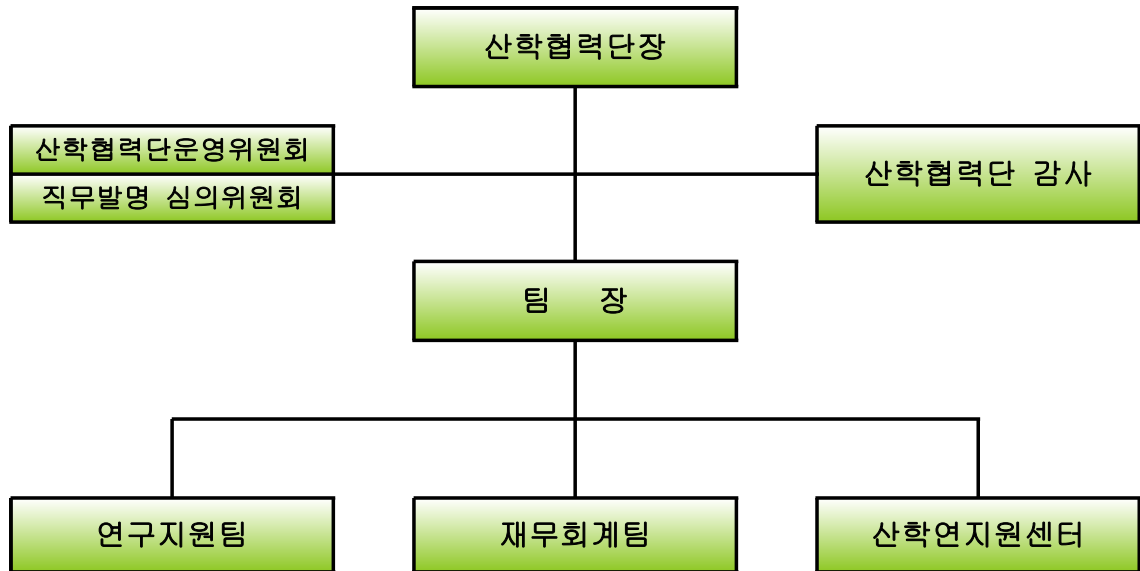 산학협력단장
산학협력단운영위원회
직무발명 심의위원회
산학협력단 감사
팀 장
연구지원팀
재무회계팀
산학연지원센터